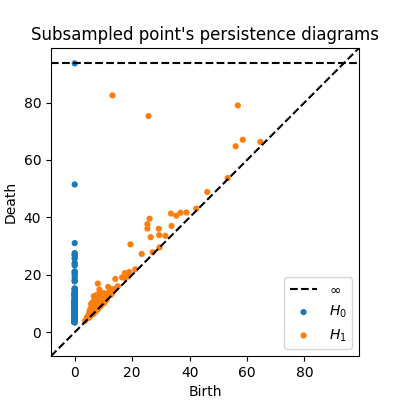 Subsampled point's persistence diagrams
Death
80
60
40
20
0
∞
H₀
H₁
0 20 40 60 80
Birth